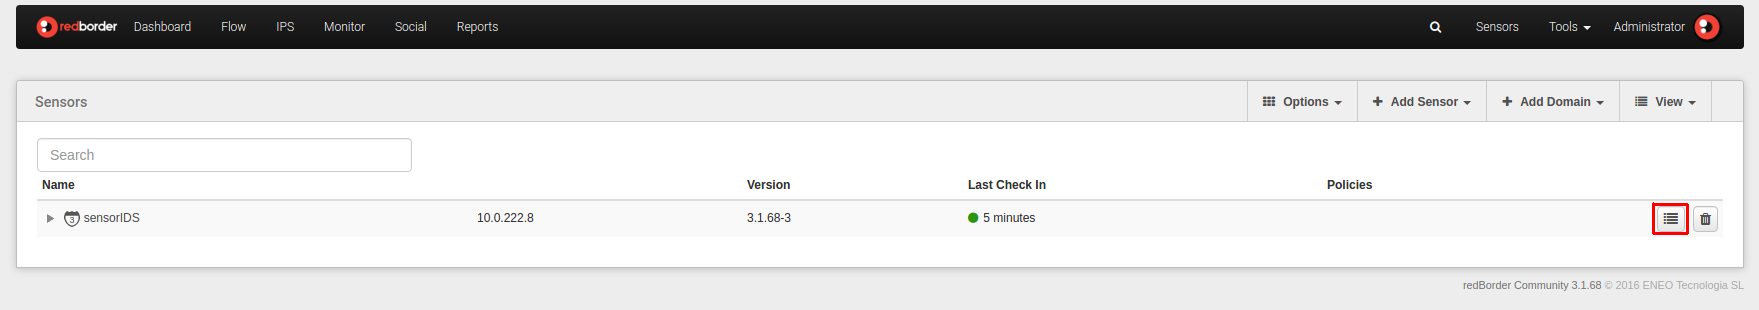 redborder Dashboard Flow IPS Monitor Social Reports Sensors Tools Administrator
Sensors Options Add Sensor Add Domain View
Search
Name Version Last Check In Policies
3 sensorIDS 10.0.222.8 3.1.68-3 5 minutes
redBorder Community 3.1.68 © 2016 ENEO Tecnologia SL